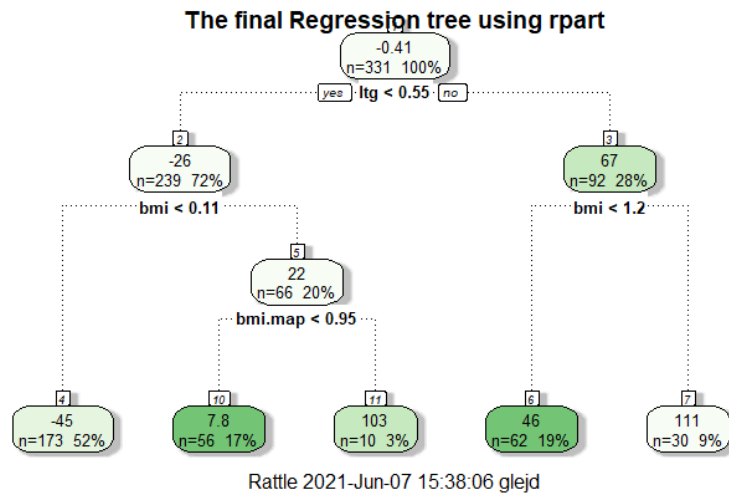 The final Regression tree using rpart
-0.41
n=331 100%
yes ltg < 0.55 no
2
-26
n=239 72%
bmi < 0.11
3
67
n=92 28%
bmi < 1.2
5
22
n=66 20%
bmi.map < 0.95
4
-45
n=173 52%
10
7.8
n=56 17%
11
103
n=10 3%
6
46
n=62 19%
7
111
n=30 9%
Rattle 2021-Jun-07 15:38:06 glejd